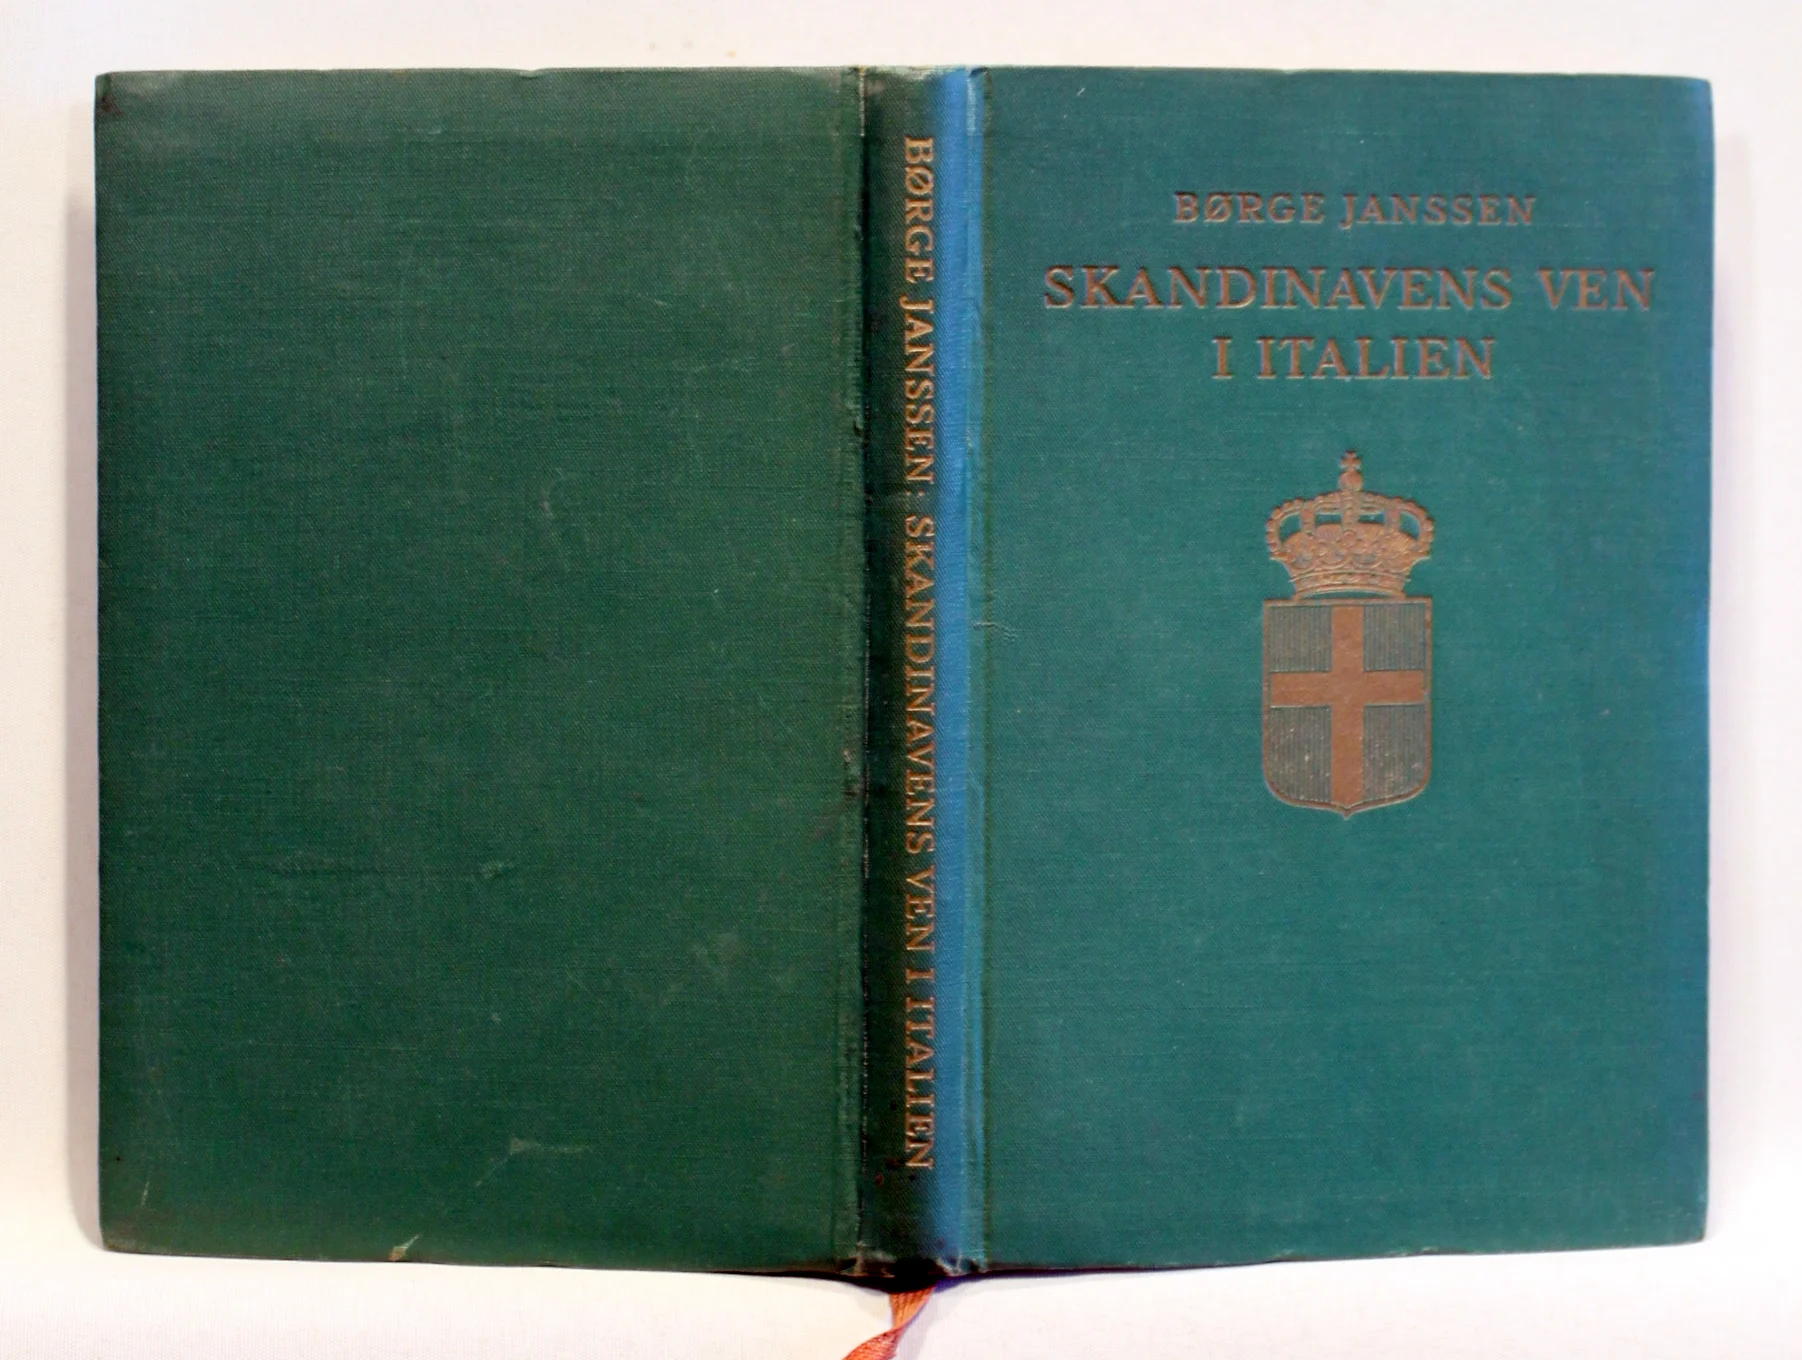 BØRGE JANSSEN
SKANDINAVENS VEN
I ITALIEN
BØRGE JANSSEN: SKANDINAVENS VEN I ITALIEN